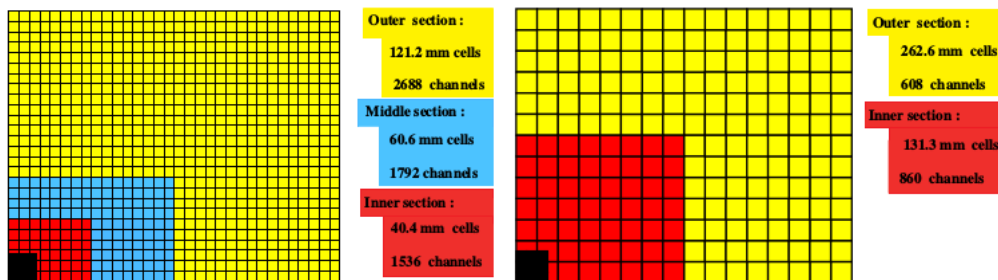 Outer section :
121.2 mm cells
2688 channels
Middle section :
60.6 mm cells
1792 channels
Inner section :
40.4 mm cells
1536 channels
Outer section :
262.6 mm cells
608 channels
Inner section :
131.3 mm cells
860 channels